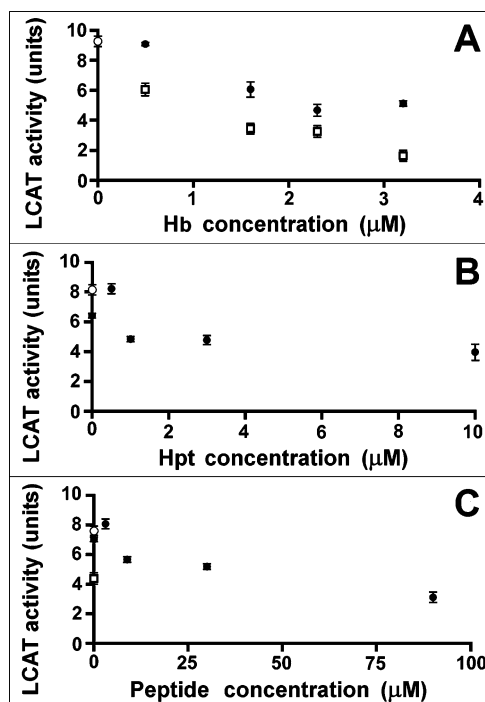 A
LCAT activity (units)
10
8
6
4
2
0
0 1 2 3 4
Hb concentration (µM)
B
LCAT activity (units)
10
8
6
4
2
0
0 2 4 6 8 10
Hpt concentration (µM)
C
LCAT activity (units)
10
8
6
4
2
0
0 25 50 75 100
Peptide concentration (µM)